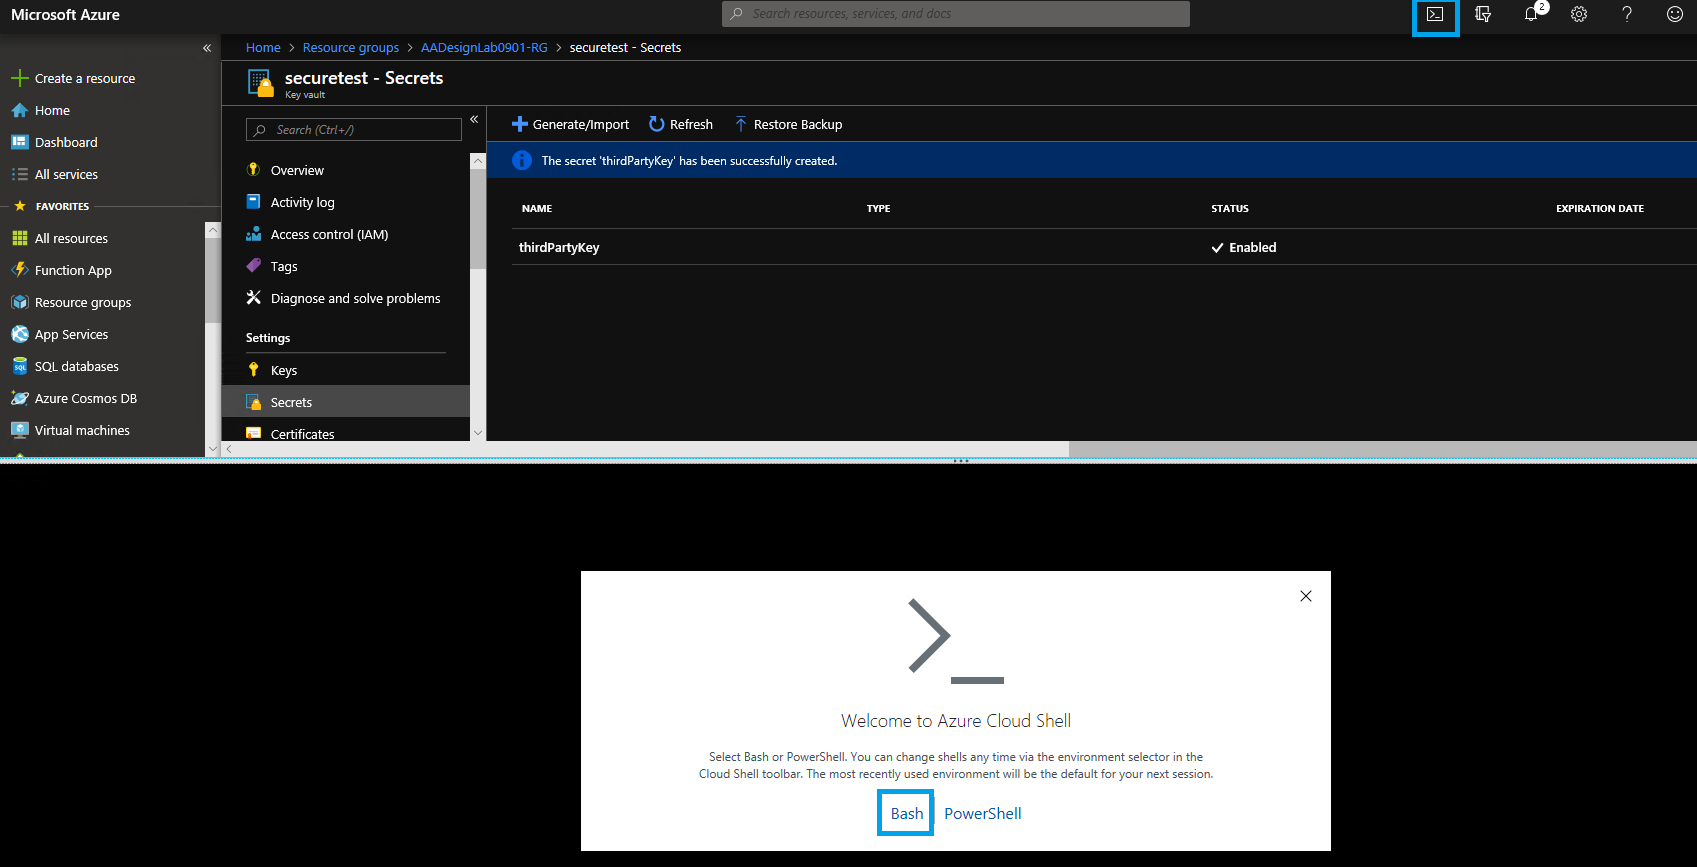 Microsoft Azure
Search resources, services, and docs
2
?
«
Home > Resource groups > AADesignLab0901-RG > securetest - Secrets
Create a resource
Home
Dashboard
All services
FAVORITES
All resources
Function App
Resource groups
App Services
SQL
SQL databases
Azure Cosmos DB
Virtual machines
securetest - Secrets
Key vault
Search (Ctrl+/)
«
Overview
Activity log
Access control (IAM)
Tags
Diagnose and solve problems
Settings
Keys
Secrets
Certificates
Generate/Import Refresh Restore Backup
The secret 'thirdPartyKey' has been successfully created.
NAME TYPE STATUS EXPIRATION DATE
thirdPartyKey Enabled
Welcome to Azure Cloud Shell
Select Bash or PowerShell. You can change shells any time via the environment selector in the
Cloud Shell toolbar. The most recently used environment will be the default for your next session.
Bash PowerShell